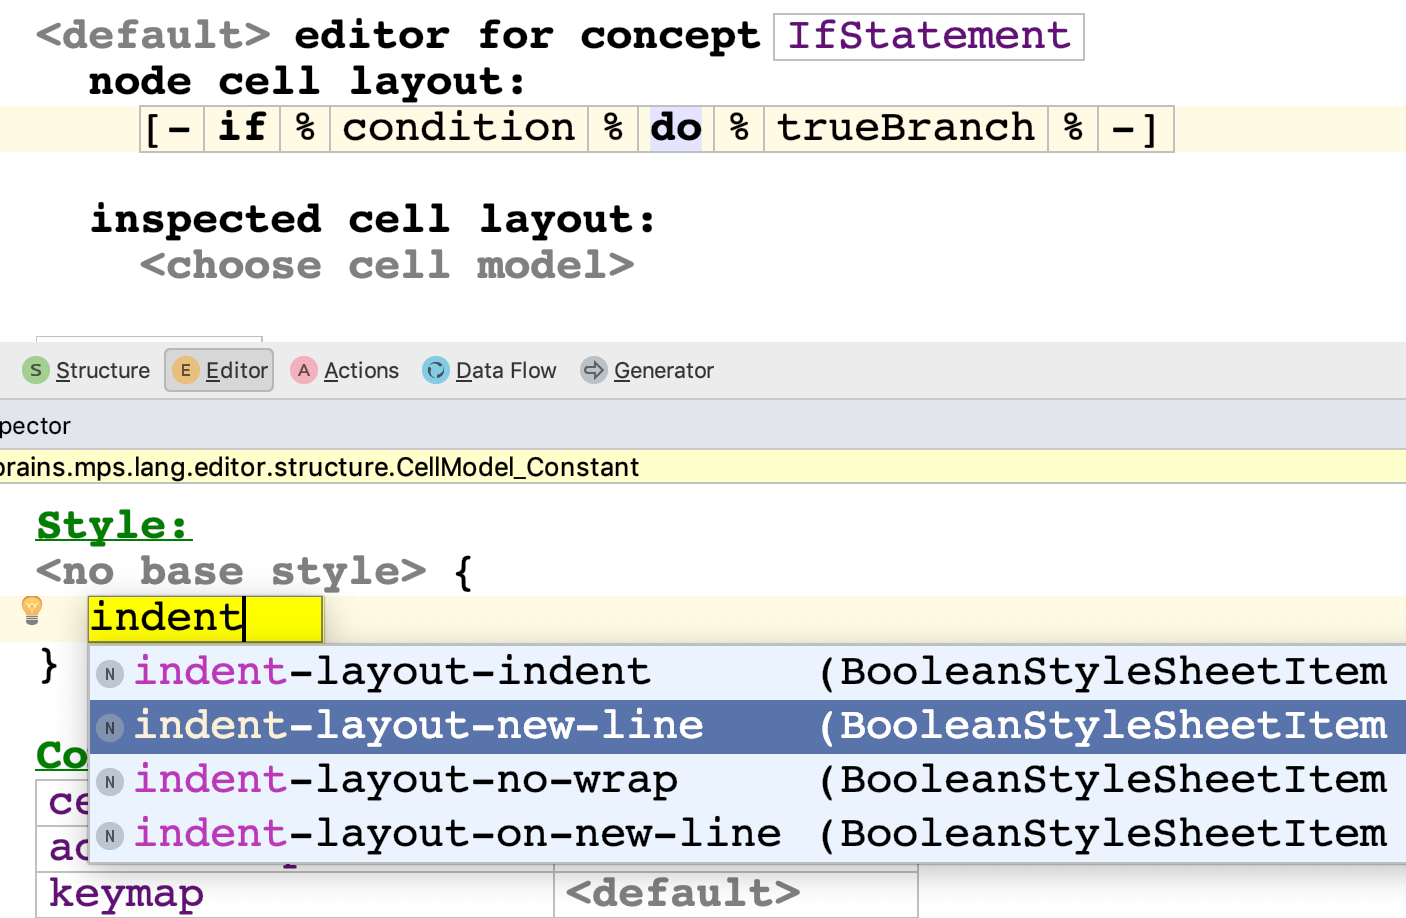 <default> editor for concept IfStatement
node cell layout:
[- if % condition % do % trueBranch % -]
inspected cell layout:
<choose cell model>
S Structure E Editor A Actions Data Flow Generator
pector
brains.mps.lang.editor.structure.CellModel_Constant
Style:
<no base style> {
indent
N indent-layout-indent (BooleanStyleSheetItem
} N indent-layout-new-line (BooleanStyleSheetItem
Co N indent-layout-no-wrap (BooleanStyleSheetItem
ce N indent-layout-on-new-line (BooleanStyleSheetItem
ac
keymap <default>